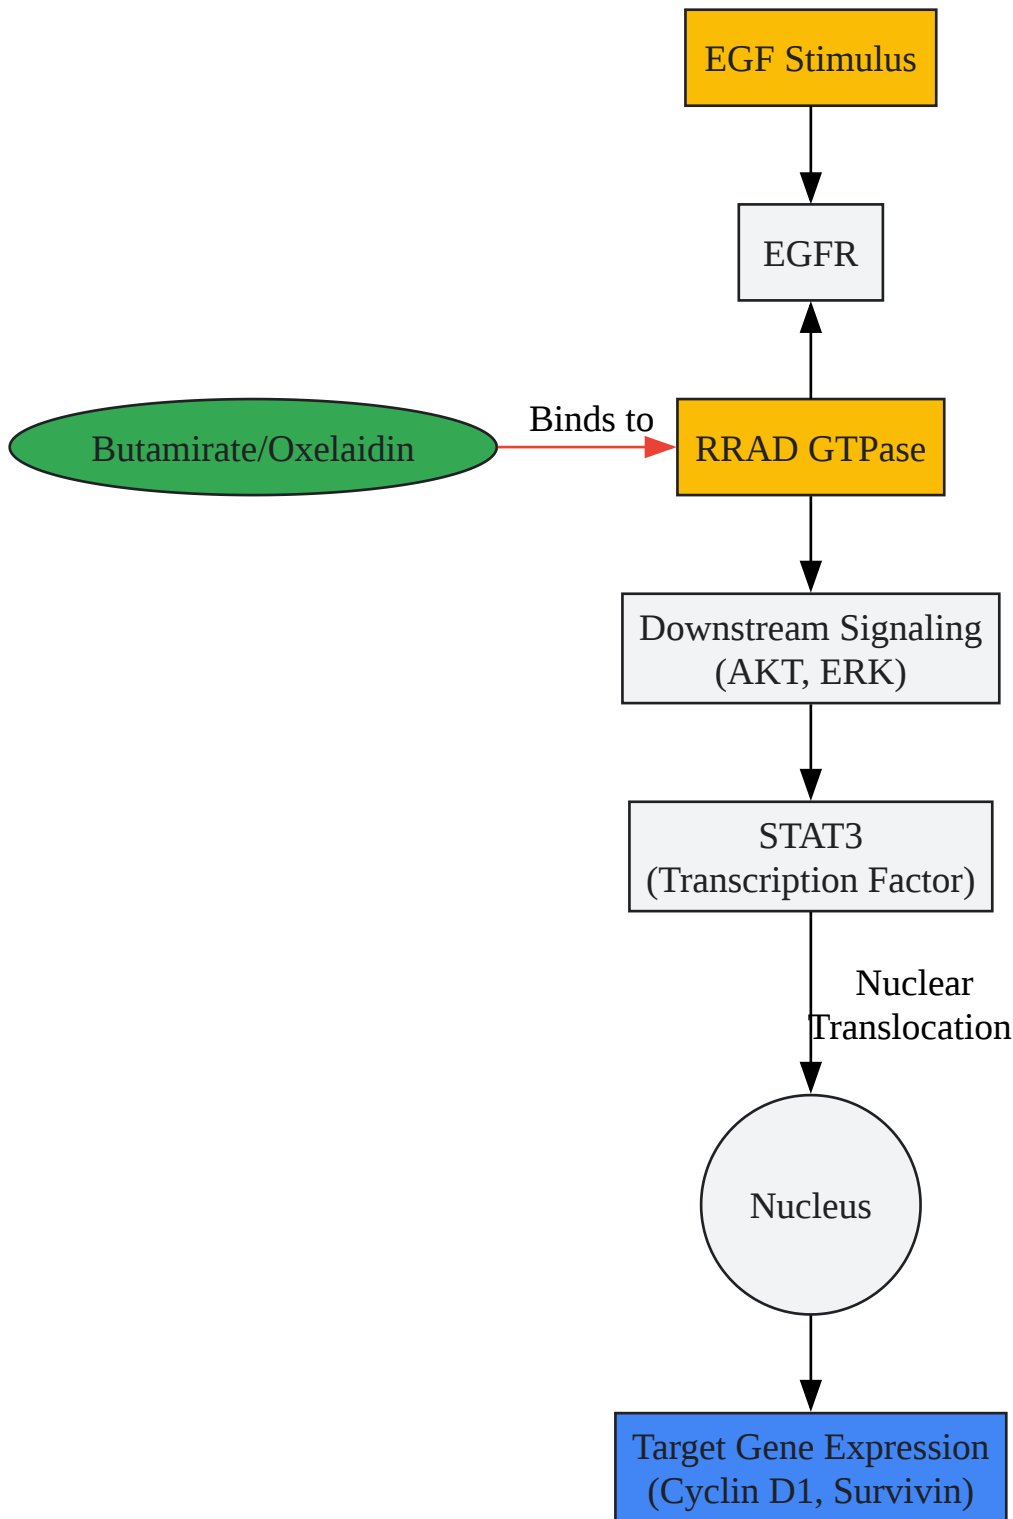 EGF Stimulus
EGFR
Binds to
Butamirate/Oxelaidin
RRAD GTPase
Downstream Signaling
(AKT, ERK)
STAT3
(Transcription Factor)
Nuclear
Translocation
Nucleus
Target Gene Expression
(Cyclin D1, Survivin)